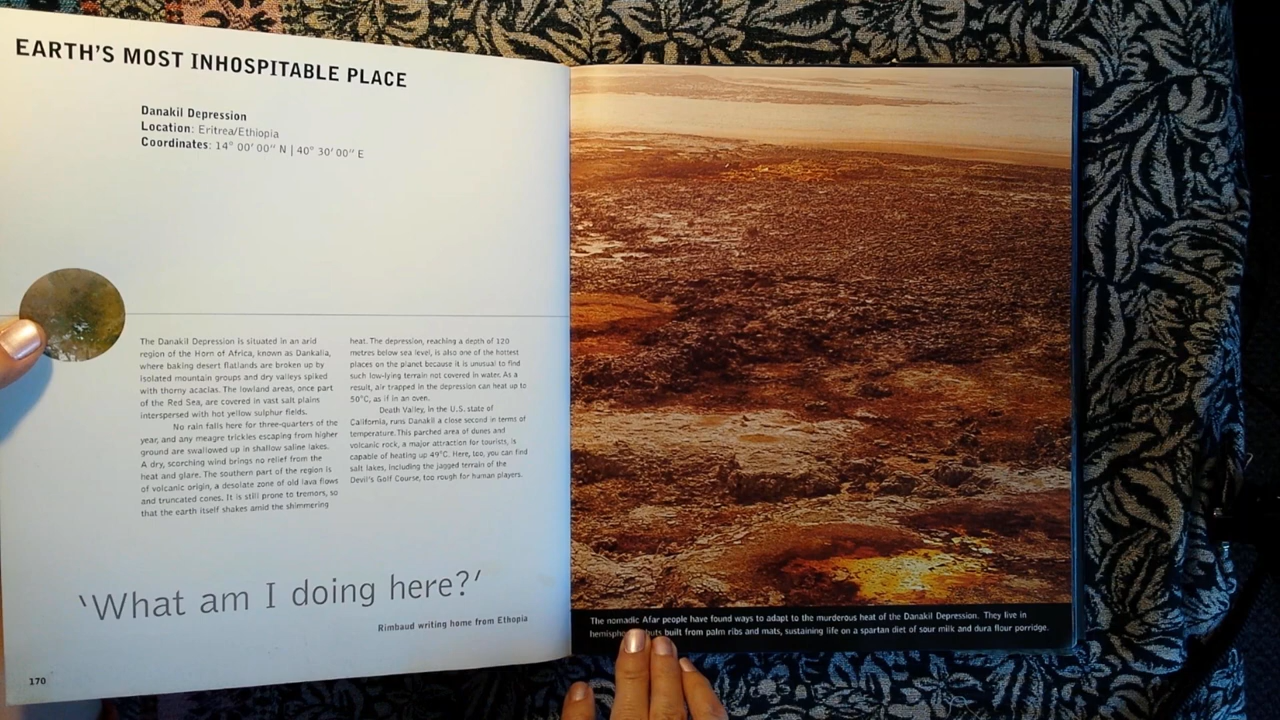 EARTH'S MOST INHOSPITABLE PLACE
Danakil Depression
Location: Eritrea/Ethiopia
Coordinates: 14° 00' 00" N | 40° 30' 00" E
The Danakil Depression is situated in an arid
region of the Horn of Africa, known as Dankalia,
where baking desert flatlands are broken up by
isolated mountain groups and dry valleys spiked
with thorny acacias. The lowland areas, once part
of the Red Sea, are covered in vast salt plains
interspersed with hot yellow sulphur fields.
No rain falls here for three-quarters of the
year, and any meagre trickles escaping from higher
ground are swallowed up in shallow saline lakes.
A dry, scorching wind brings no relief from the
heat and glare. The southern part of the region is
of volcanic origin, a desolate zone of old lava flows
and truncated cones. It is still prone to tremors, so
that the earth itself shakes amid the shimmering
heat. The depression, reaching a depth of 120
metres below sea level, is also one of the hottest
places on the planet because it is unusual to find
such low-lying terrain not covered in water. As a
result, air trapped in the depression can heat up to
50°C, as if in an oven.
Death Valley, in the U.S. state of
California, runs Danakil a close second in terms of
temperature. This parched area of dunes and
volcanic rock, a major attraction for tourists, is
capable of heating up 49°C. Here, too, you can find
salt lakes, including the jagged terrain of the
Devil's Golf Course, too rough for human players.
'What am I doing here?'
Rimbaud writing home from Ethopia
170
The nomadic Afar people have found ways to adapt to the murderous heat of the Danakil Depression. They live in
huts built from palm ribs and mats, sustaining life on a spartan diet of sour milk and dura flour porridge.